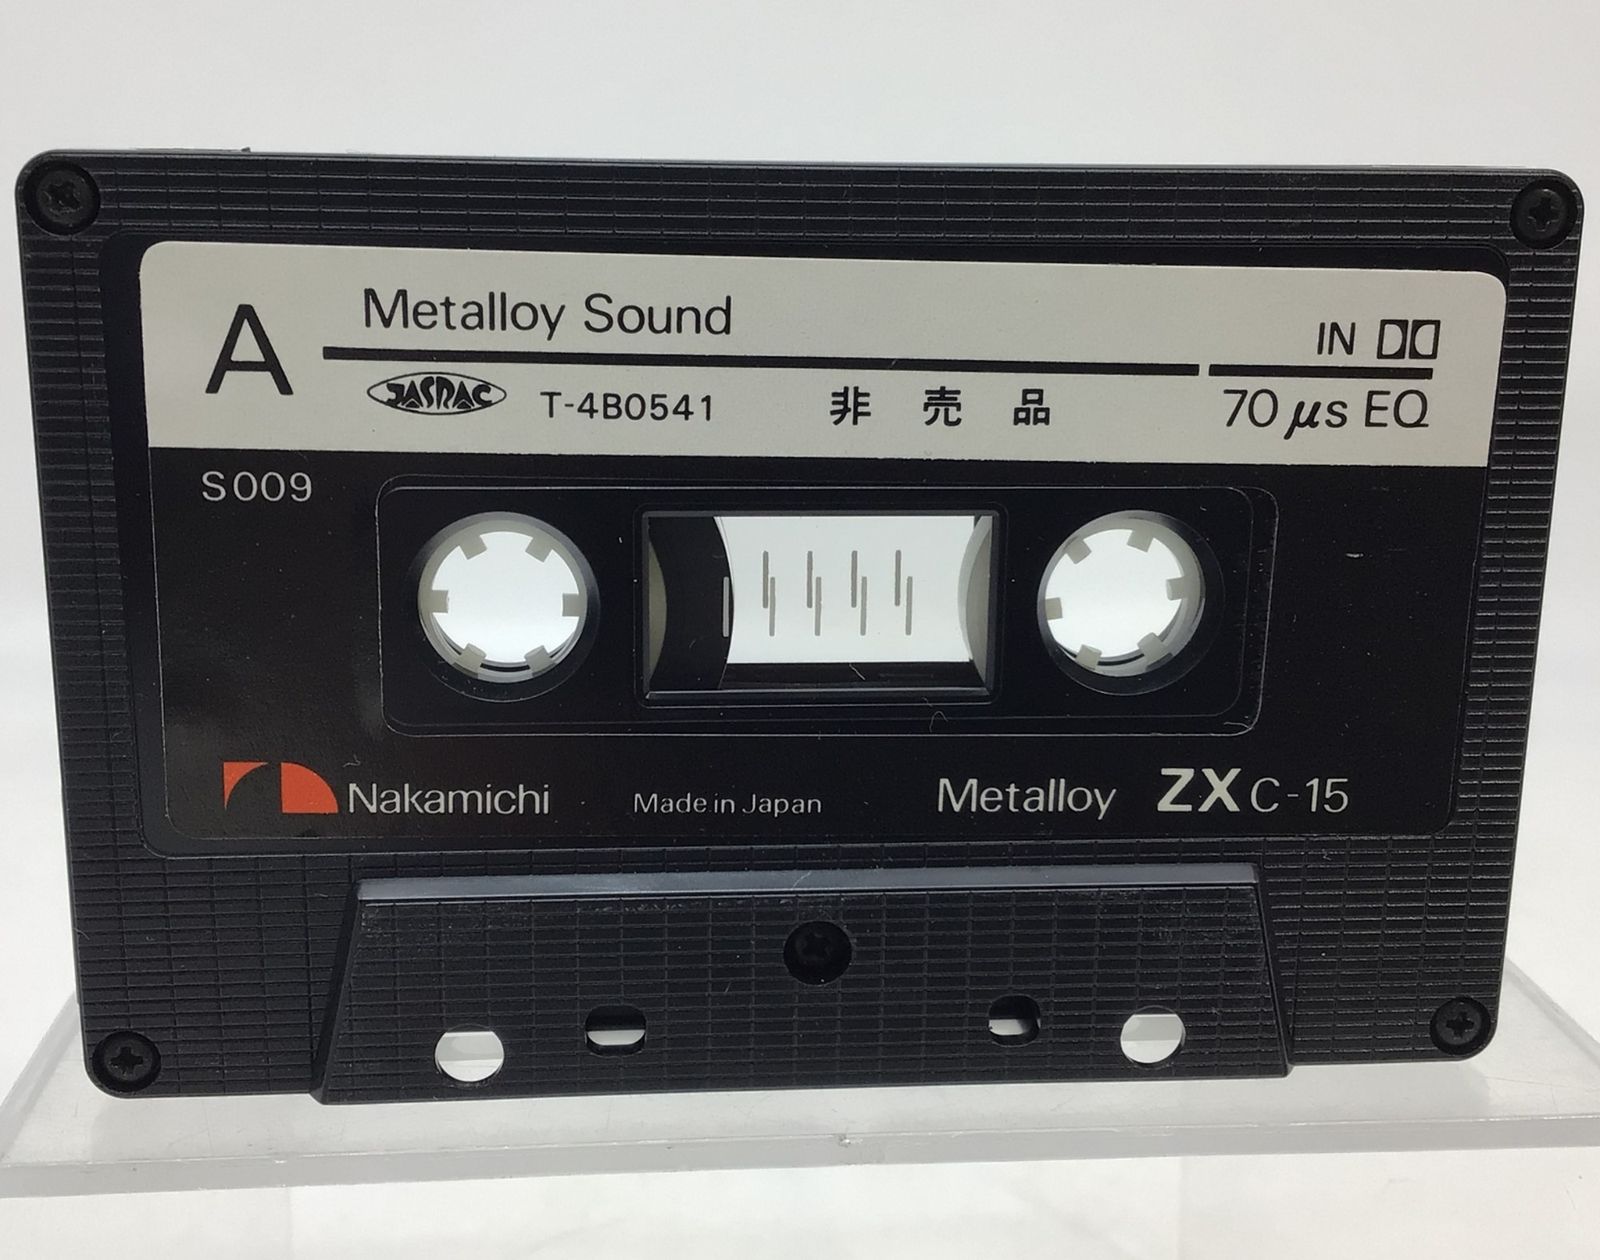 A
Metalloy Sound
IN
JASRAC T-4B0541 非売品 70 μs EQ
S009
Nakamichi Made in Japan Metalloy ZX C-15